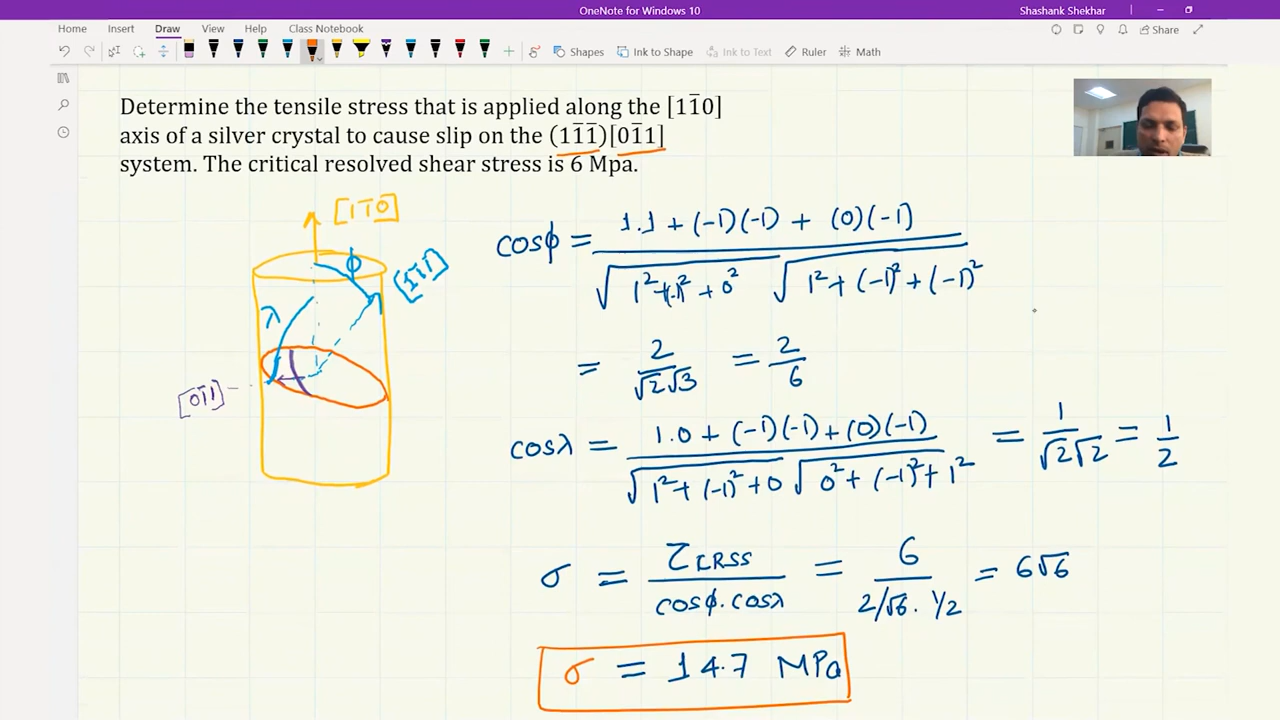 OneNote for Windows 10
Shashank Shekhar
Home Insert Draw View Help Class Notebook
Shapes Ink to Shape Ink to Text Ruler Math
Share
Determine the tensile stress that is applied along the [11̄0]
axis of a silver crystal to cause slip on the (11̄1̄)[01̄1]
system. The critical resolved shear stress is 6 Mpa.
[11̄0]
ϕ
[11̄1̄]
λ
[01̄1]
cosϕ = (1.1 + (-1)(-1) + (0)(-1)) / (√(1²+(-1)²+0²) √(1²+(-1)²+(-1)²))
= 2/(√2√3) = 2/6
cosλ = (1.0 + (-1)(-1) + (0)(-1)) / (√(1²+(-1)²+0) √(0²+(-1)²+1²)) = 1/(√2√2) = 1/2
σ = τCRSS/(cosϕ.cosλ) = 6/(2/√6 . 1/2) = 6√6
σ = 14.7 MPa